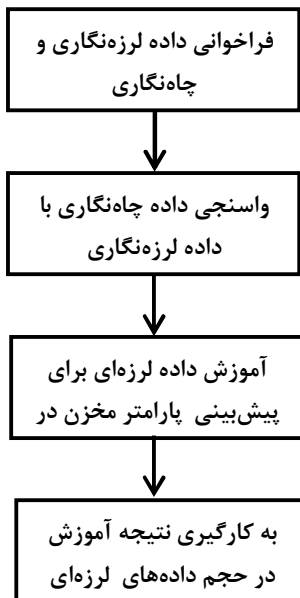 فراخوانی داده لرزه‌نگاری و
چاه‌نگاری
واسنجی داده چاه‌نگاری با
داده لرزه‌نگاری
آموزش داده لرزه‌ای برای
پیش‌بینی پارامتر مخزن در
به کارگیری نتیجه آموزش
در حجم داده‌های لرزه‌ای